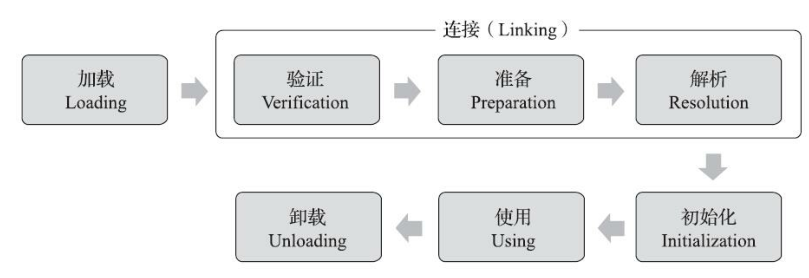 连接（Linking）
加载
Loading
验证
Verification
准备
Preparation
解析
Resolution
初始化
Initialization
使用
Using
卸载
Unloading